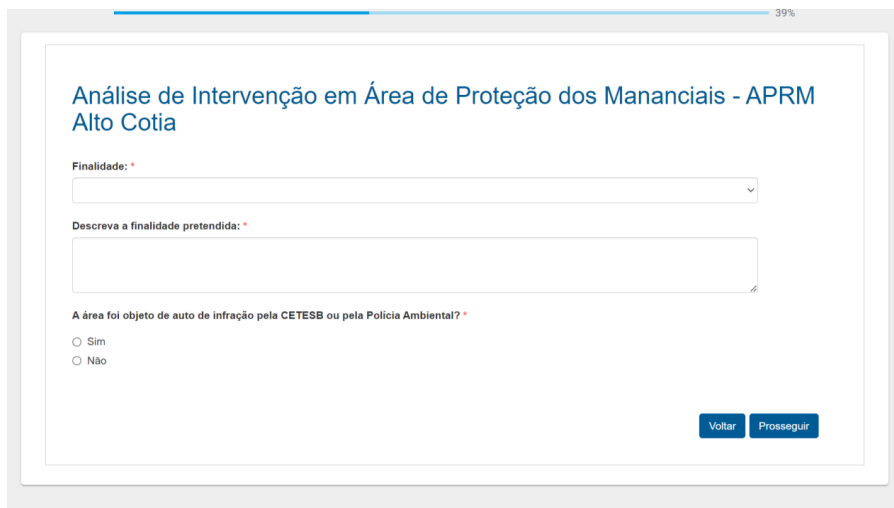 39%
Análise de Intervenção em Área de Proteção dos Mananciais - APRM
Alto Cotia
Finalidade: *
Descreva a finalidade pretendida: *
A área foi objeto de auto de infração pela CETESB ou pela Polícia Ambiental? *
Sim
Não
Voltar Prosseguir